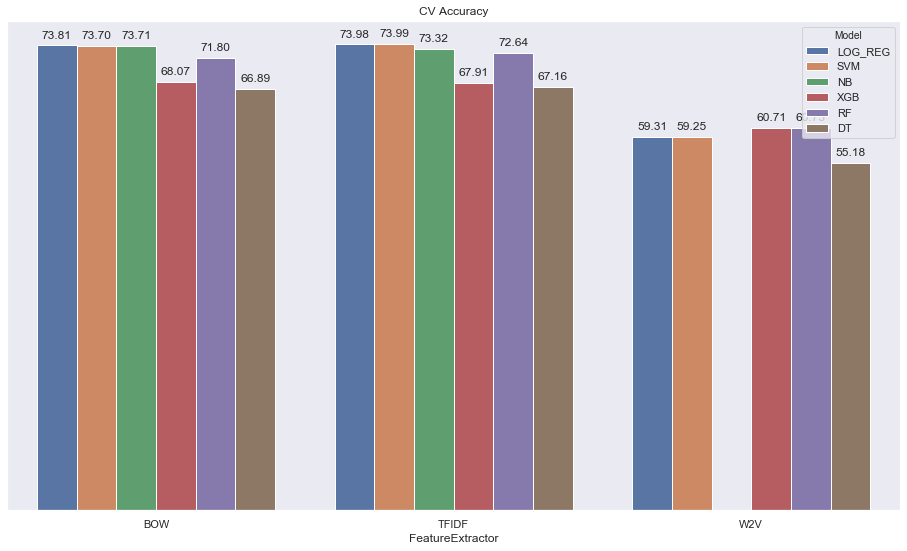 CV Accuracy
73.81 73.70 73.71 68.07 71.80 66.89
73.98 73.99 73.32 67.91 72.64 67.16
59.31 59.25 60.71 55.18
Model
LOG_REG
SVM
NB
XGB
RF
DT
BOW TFIDF W2V
FeatureExtractor